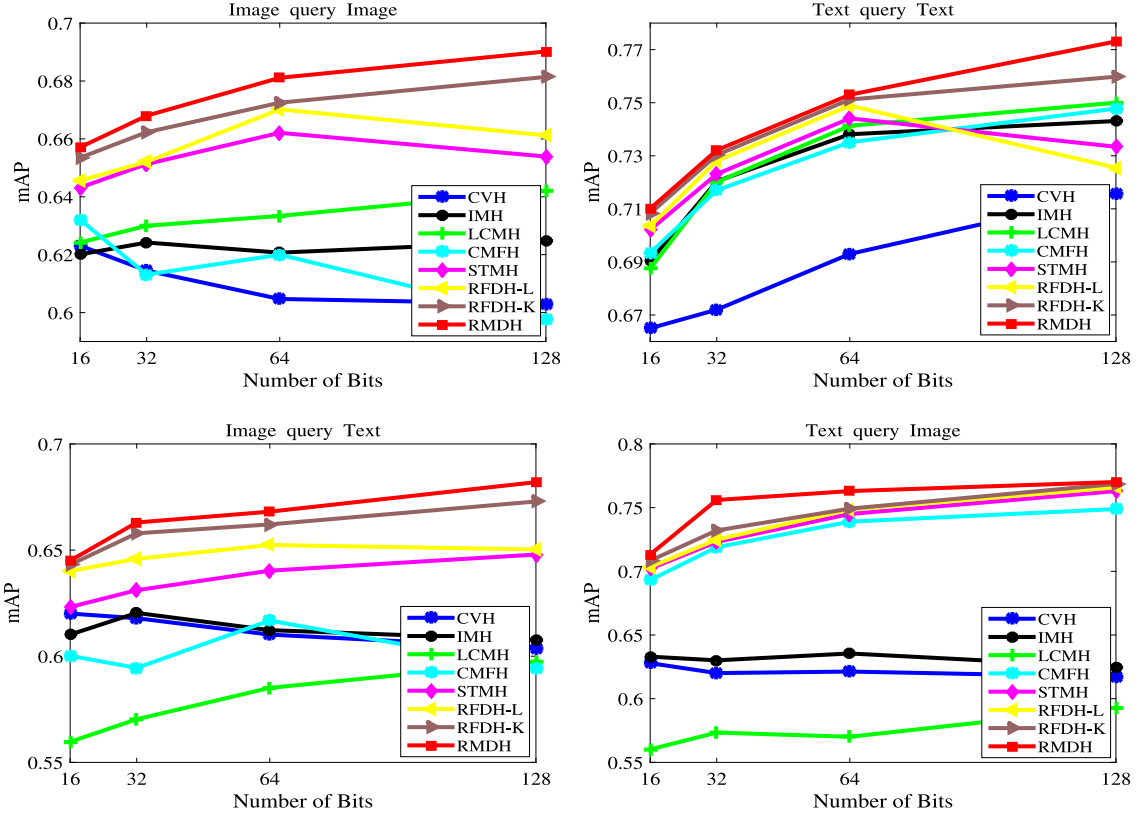 Image query Image
0.7
0.68
0.66
0.64
0.62
0.6
mAP
16
32
64
128
Number of Bits
CVH
IMH
LCMH
CMFH
STMH
RFDH-L
RFDH-K
RMDH
Text query Text
0.77
0.75
0.73
0.71
0.69
0.67
mAP
16
32
64
128
Number of Bits
CVH
IMH
LCMH
CMFH
STMH
RFDH-L
RFDH-K
RMDH
Image query Text
0.7
0.65
0.6
0.55
mAP
16
32
64
128
Number of Bits
CVH
IMH
LCMH
CMFH
STMH
RFDH-L
RFDH-K
RMDH
Text query Image
0.8
0.75
0.7
0.65
0.6
0.55
mAP
16
32
64
128
Number of Bits
CVH
IMH
LCMH
CMFH
STMH
RFDH-L
RFDH-K
RMDH